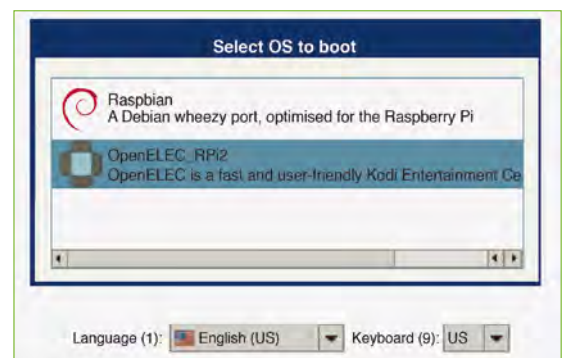 Select OS to boot
Raspbian
A Debian wheezy port, optimised for the Raspberry Pi
OpenELEC_RPi2
OpenELEC is a fast and user-friendly Kodi Entertainment Ce
Language (1): English (US) Keyboard (9): US